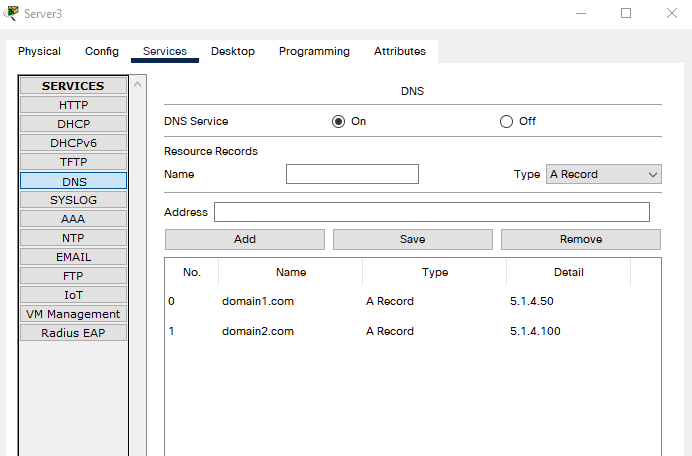 Server3
Physical Config Services Desktop Programming Attributes
SERVICES
HTTP
DHCP
DHCPv6
TFTP
DNS
SYSLOG
AAA
NTP
EMAIL
FTP
IoT
VM Management
Radius EAP
DNS
DNS Service On Off
Resource Records
Name Type A Record
Address
Add Save Remove
No. Name Type Detail
0 domain1.com A Record 5.1.4.50
1 domain2.com A Record 5.1.4.100